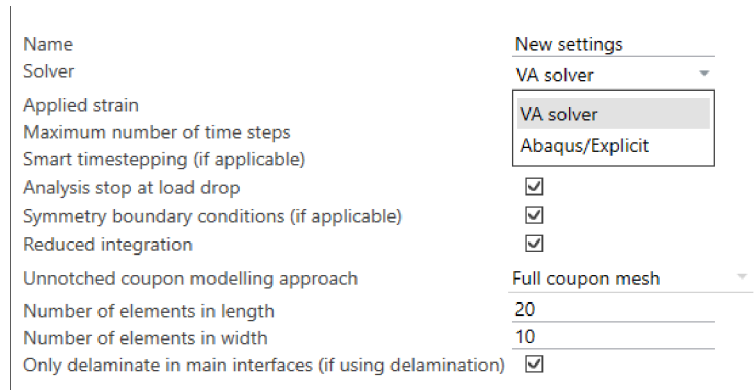 Name New settings
Solver VA solver
Applied strain VA solver
Maximum number of time steps
Abaqus/Explicit
Smart timestepping (if applicable)
Analysis stop at load drop
Symmetry boundary conditions (if applicable)
Reduced integration
Unnotched coupon modelling approach Full coupon mesh
Number of elements in length 20
Number of elements in width 10
Only delaminate in main interfaces (if using delamination)